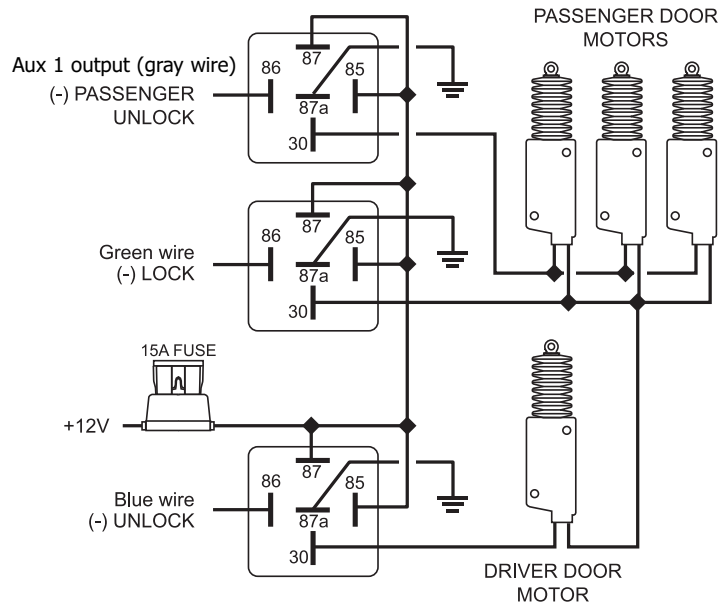 PASSENGER DOOR
MOTORS
Aux 1 output (gray wire)
(-) PASSENGER
UNLOCK
86
87
85
87a
30
Green wire
(-) LOCK
86
87
85
87a
30
15A FUSE
+12V
Blue wire
(-) UNLOCK
86
87
85
87a
30
DRIVER DOOR
MOTOR